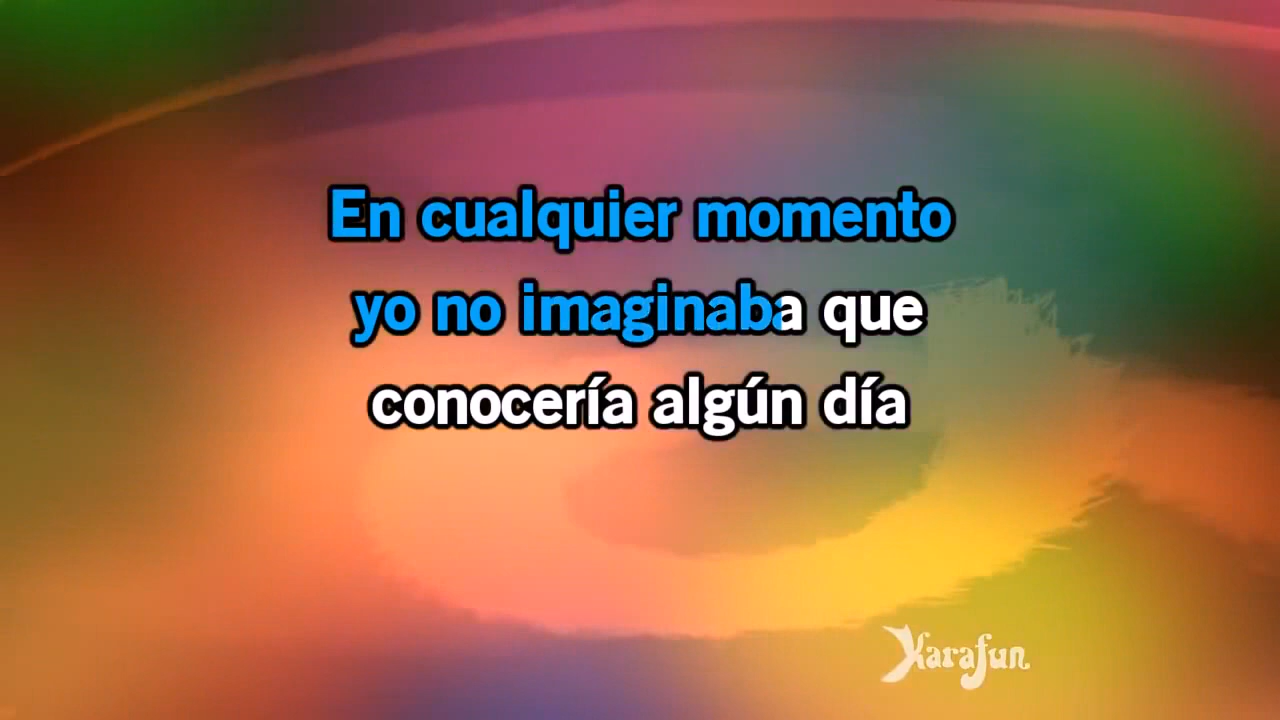 En cualquier momento
yo no imaginaba que
conocería algún día
Karafun